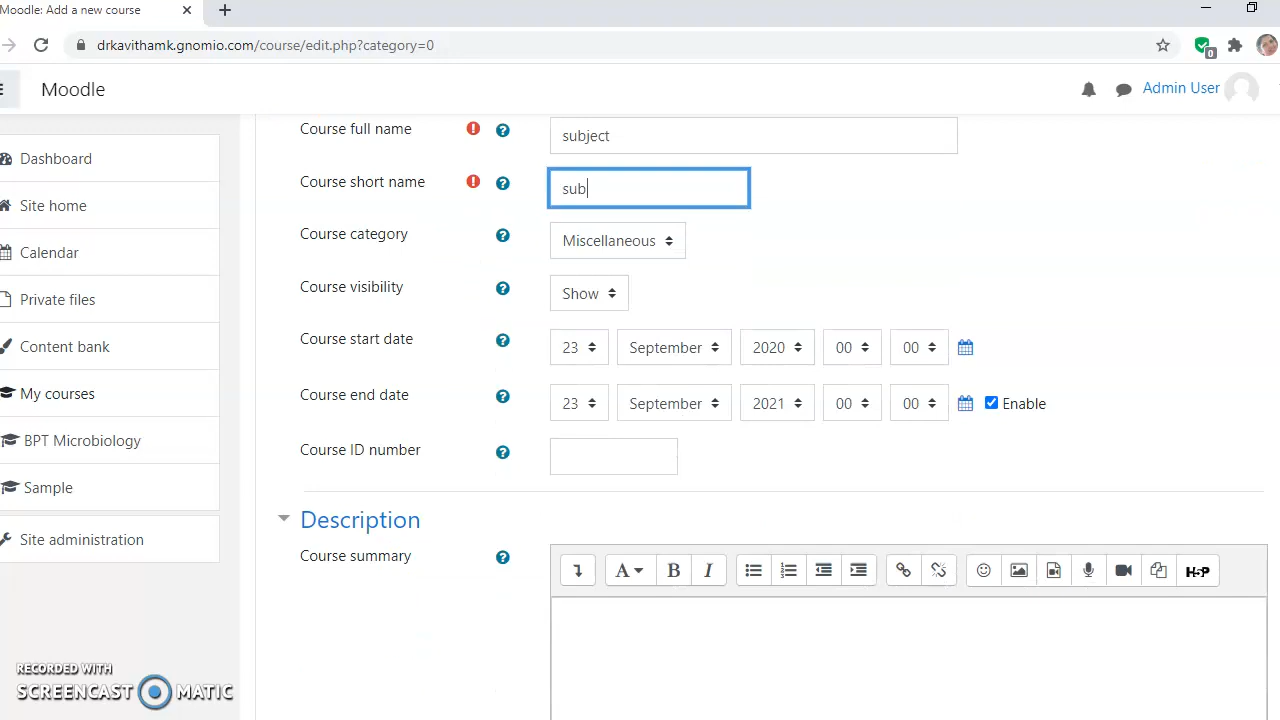 Moodle: Add a new course
drkavithamk.gnomio.com/course/edit.php?category=0
0
Moodle
Admin User
Dashboard
Site home
Calendar
Private files
Content bank
My courses
BPT Microbiology
Sample
Site administration
Course full name
subject
Course short name
sub
Course category
Miscellaneous
Course visibility
Show
Course start date
23 September 2020 00 00
Course end date
23 September 2021 00 00 Enable
Course ID number
Description
Course summary
A B I
H-P
RECORDED WITH
SCREENCAST MATIC